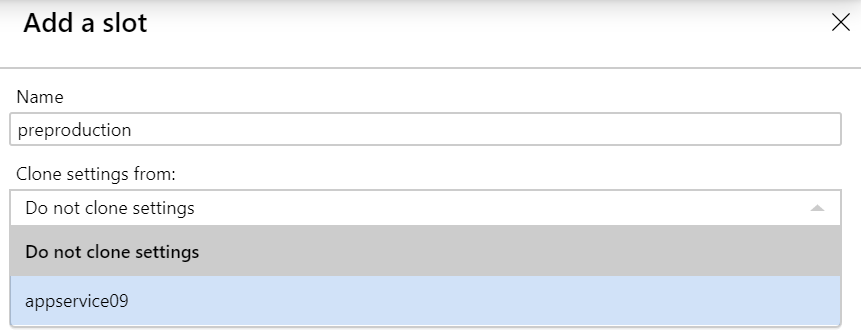 Add a slot
Name
preproduction
Clone settings from:
Do not clone settings
Do not clone settings
appservice09